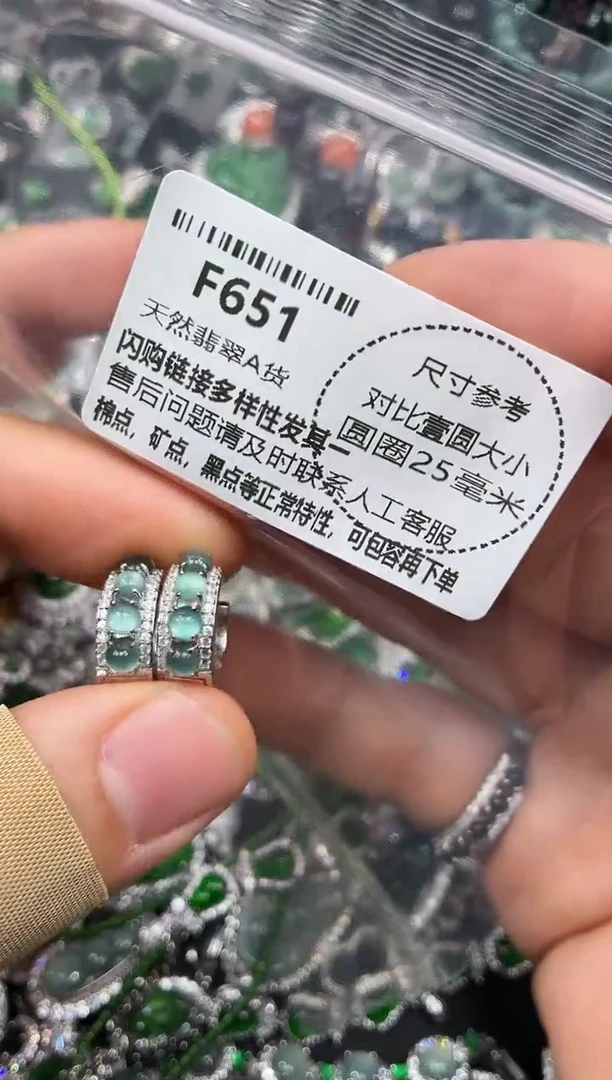 F651
天然翡翠A货
闪购链接多样性发其一
售后问题请及时联系人工客服
棉点，矿点，黑点等正常特性，可包容再下单
尺寸参考
对比壹圆大小
圆圈25毫米